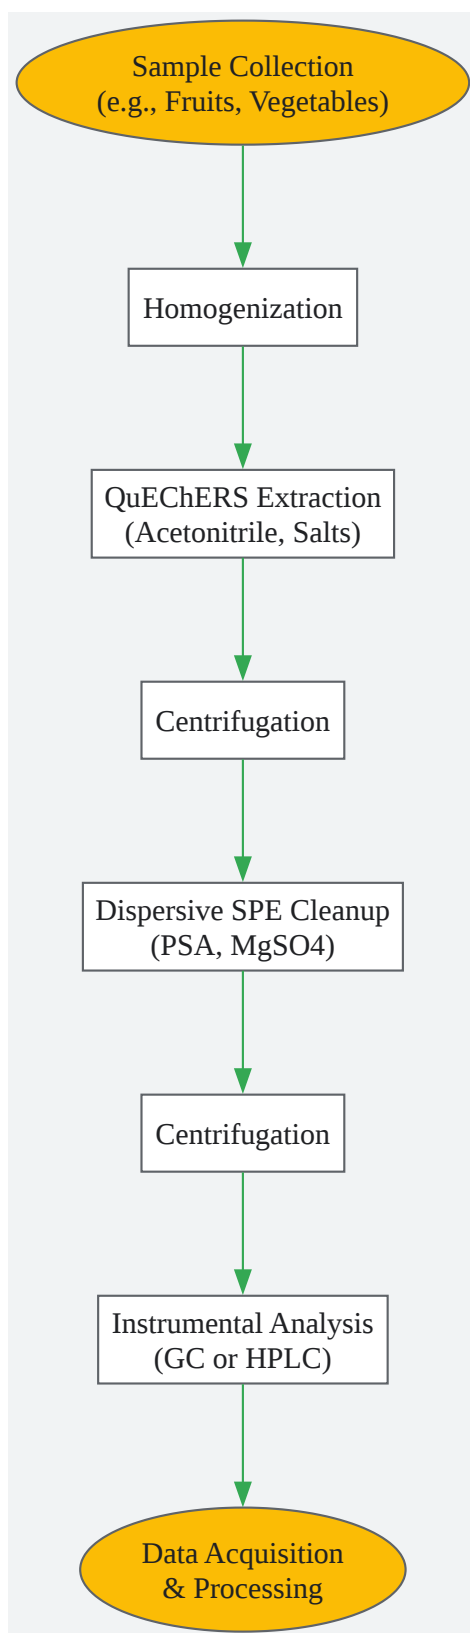 Sample Collection
(e.g., Fruits, Vegetables)
Homogenization
QuEChERS Extraction
(Acetonitrile, Salts)
Centrifugation
Dispersive SPE Cleanup
(PSA, MgSO4)
Centrifugation
Instrumental Analysis
(GC or HPLC)
Data Acquisition
& Processing